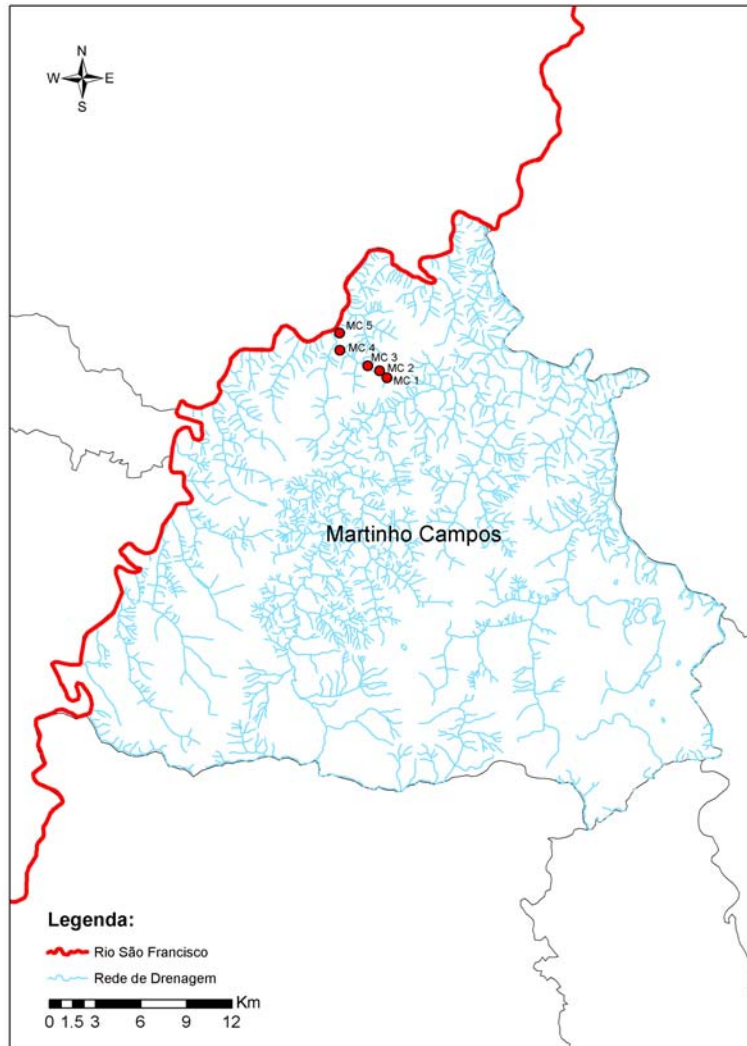 N
W E
S
MC 5
MC 4
MC 3
MC 2
MC 1
Martinho Campos
Legenda:
Rio São Francisco
Rede de Drenagem
Km
0 1.5 3 6 9 12